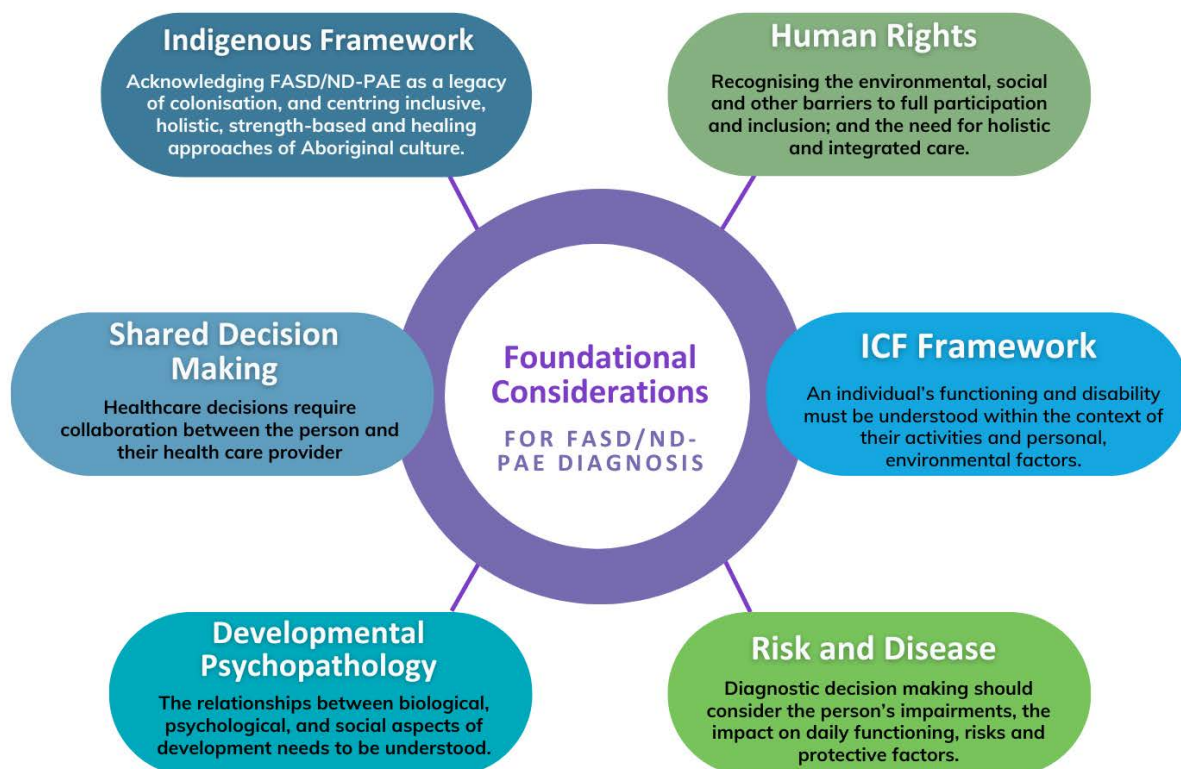 Indigenous Framework
Acknowledging FASD/ND-PAE as a legacy
of colonisation, and centring inclusive,
holistic, strength-based and healing
approaches of Aboriginal culture.
Human Rights
Recognising the environmental, social
and other barriers to full participation
and inclusion; and the need for holistic
and integrated care.
Shared Decision
Making
Healthcare decisions require
collaboration between the person and
their health care provider
Foundational
Considerations
FOR FASD/ND-
PAE DIAGNOSIS
ICF Framework
An individual's functioning and disability
must be understood within the context of
their activities and personal,
environmental factors.
Developmental
Psychopathology
The relationships between biological,
psychological, and social aspects of
development needs to be understood.
Risk and Disease
Diagnostic decision making should
consider the person's impairments, the
impact on daily functioning, risks and
protective factors.